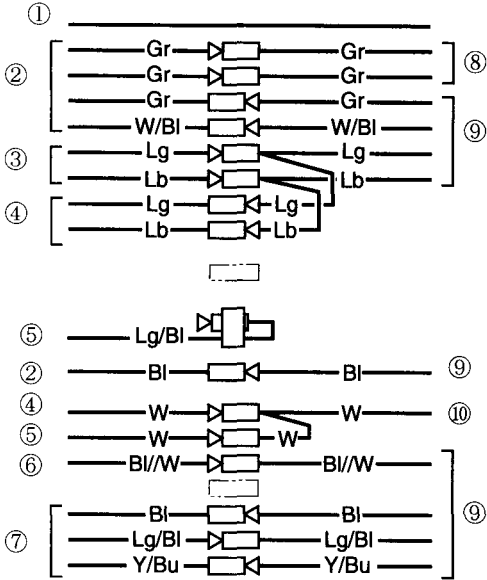 ①
② Gr Gr ⑧
Gr Gr
Gr Gr ⑨
W/Bl W/Bl
③ Lg Lg
Lb Lb
④ Lg Lg
Lb Lb
⑤ Lg/Bl
② Bl Bl ⑨
④ W W ⑩
⑤ W W
⑥ Bl//W Bl//W
⑦ Bl Bl ⑨
Lg/Bl Lg/Bl
Y/Bu Y/Bu